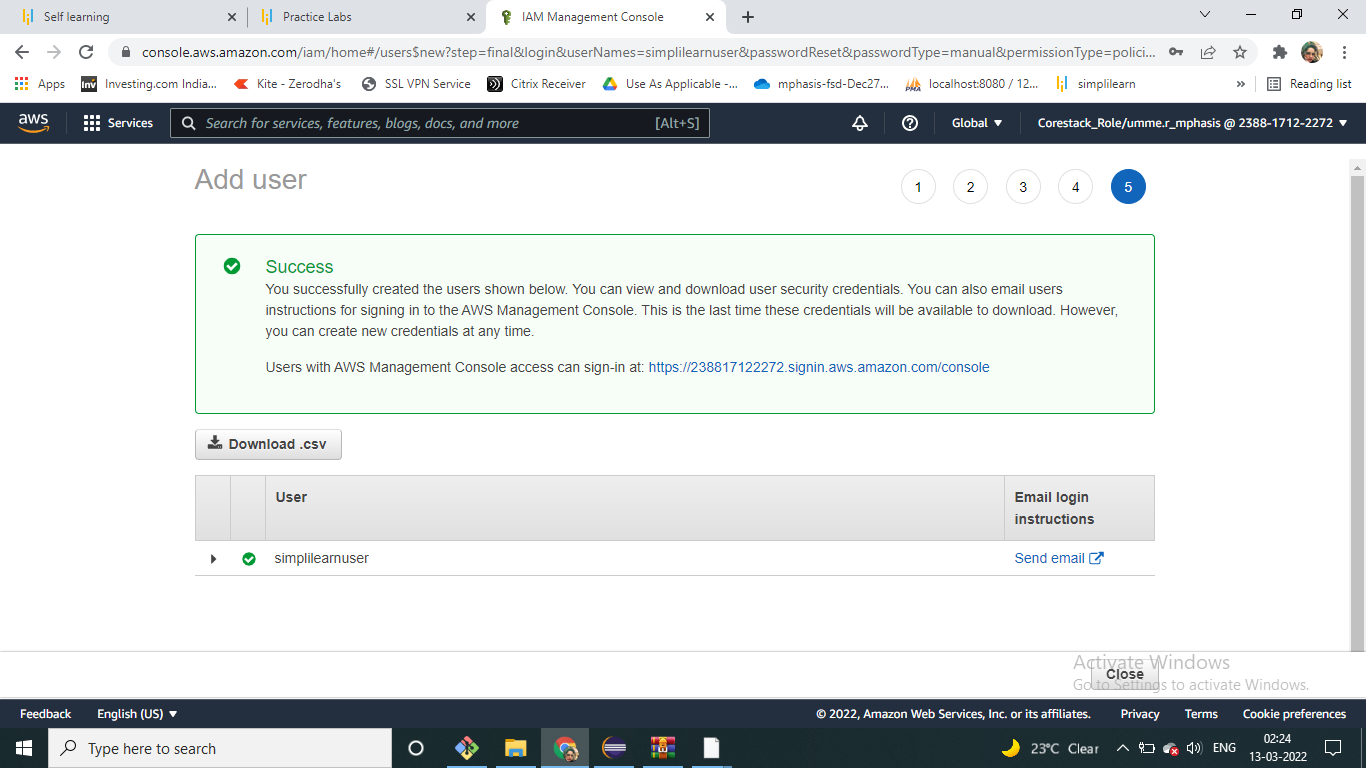 Self learning
Practice Labs
IAM Management Console
console.aws.amazon.com/iam/home#/users$new?step=final&login&userNames=simplilearnuser&passwordReset&passwordType=manual&permissionType=polici...
Apps
Inv
Investing.com India...
Kite - Zerodha's
SSL VPN Service
Citrix Receiver
Use As Applicable -...
mphasis-fsd-Dec27...
localhost:8080 / 12...
simplilearn
»
Reading list
aws
Services
Search for services, features, blogs, docs, and more
[Alt+S]
Global
Corestack_Role/umme.r_mphasis @ 2388-1712-2272
Add user
1 2 3 4 5
Success
You successfully created the users shown below. You can view and download user security credentials. You can also email users
instructions for signing in to the AWS Management Console. This is the last time these credentials will be available to download. However,
you can create new credentials at any time.
Users with AWS Management Console access can sign-in at: https://238817122272.signin.aws.amazon.com/console
Download .csv
User
Email login
instructions
simplilearnuser
Send email
Activate Windows
Close
Go to Settings to activate Windows.
Feedback
English (US)
© 2022, Amazon Web Services, Inc. or its affiliates.
Privacy
Terms
Cookie preferences
Type here to search
23°C Clear
ENG
02:24
13-03-2022